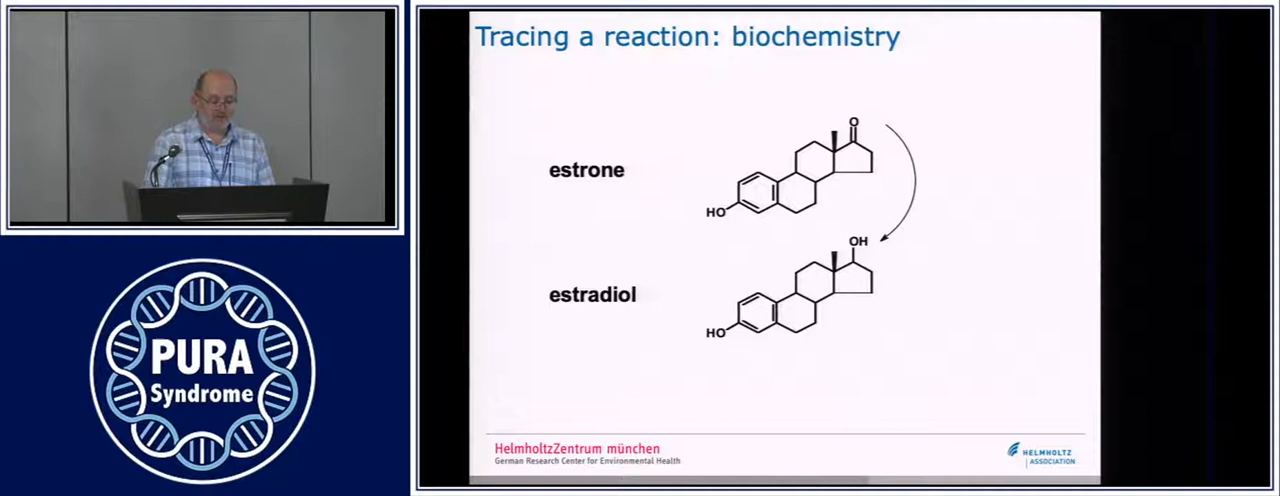 Tracing a reaction: biochemistry
estrone
O
HO
OH
estradiol
HO
PURA
Syndrome
HelmholtzZentrum münchen
German Research Center for Environmental Health
HELMHOLTZ
ASSOCIATION